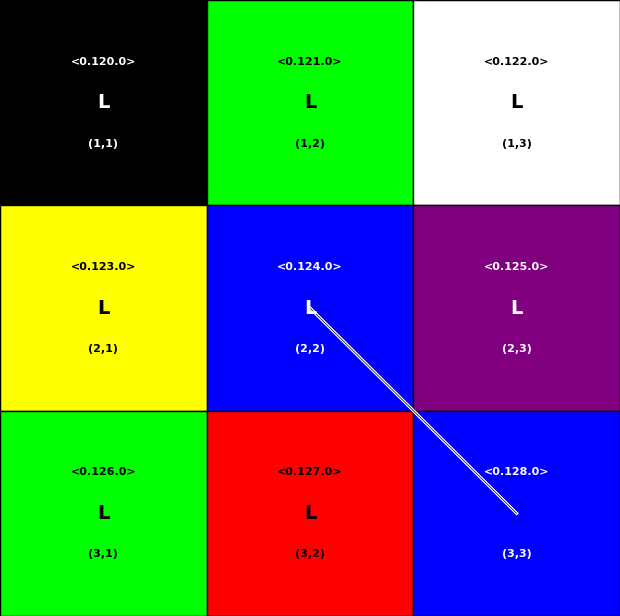 <0.120.0> <0.121.0> <0.122.0>
L L L
(1,1) (1,2) (1,3)
<0.123.0> <0.124.0> <0.125.0>
L L L
(2,1) (2,2) (2,3)
<0.126.0> <0.127.0> <0.128.0>
L L
(3,1) (3,2) (3,3)